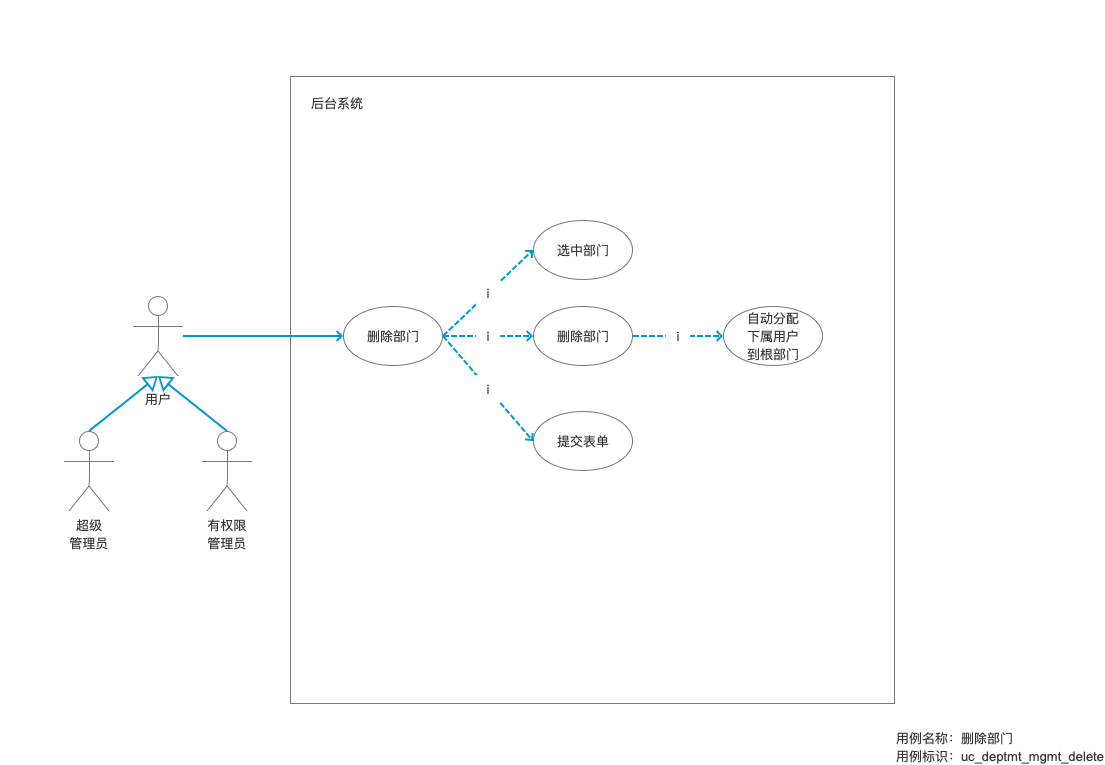 后台系统
选中部门
i
删除部门
i
删除部门
i
自动分配
下属用户
到根部门
i
提交表单
用户
超级
管理员
有权限
管理员
用例名称：删除部门
用例标识：uc_deptmt_mgmt_delete